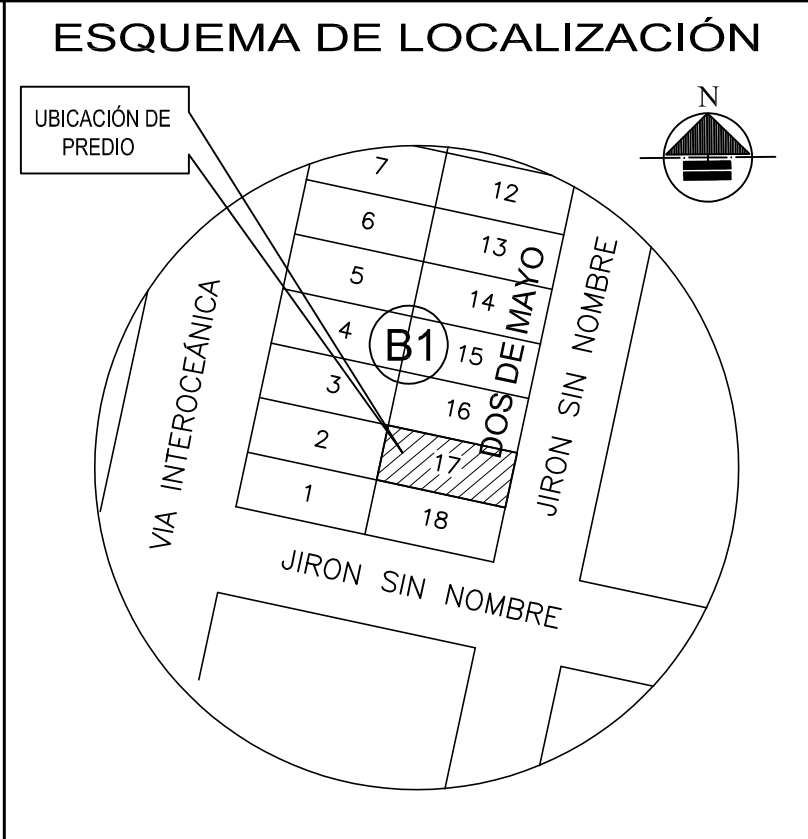 ESQUEMA DE LOCALIZACIÓN
UBICACIÓN DE
PREDIO
N
7
12
6
13
5
14
4
B1
15
3
16
2
17
1
18
DOS DE MAYO
VIA INTEROCEÁNICA
JIRON SIN NOMBRE
JIRON SIN NOMBRE